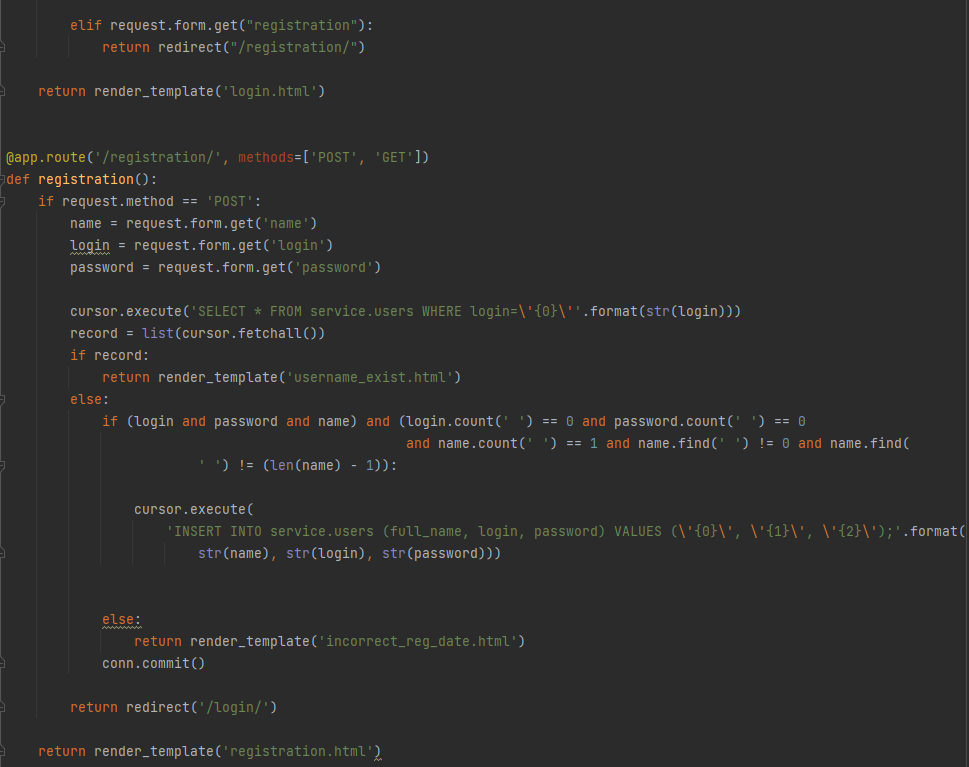 elif request.form.get("registration"):
return redirect("/registration/")
return render_template('login.html')
@app.route('/registration/', methods=['POST', 'GET'])
def registration():
if request.method == 'POST':
name = request.form.get('name')
login = request.form.get('login')
password = request.form.get('password')
cursor.execute('SELECT * FROM service.users WHERE login=\'{0}\''.format(str(login)))
record = list(cursor.fetchall())
if record:
return render_template('username_exist.html')
else:
if (login and password and name) and (login.count(' ') == 0 and password.count(' ') == 0
and name.count(' ') == 1 and name.find(' ') != 0 and name.find(
' ') != (len(name) - 1)):
cursor.execute(
'INSERT INTO service.users (full_name, login, password) VALUES (\'{0}\', \'{1}\', \'{2}\');'.format(
str(name), str(login), str(password)))
else:
return render_template('incorrect_reg_date.html')
conn.commit()
return redirect('/login/')
return render_template('registration.html')